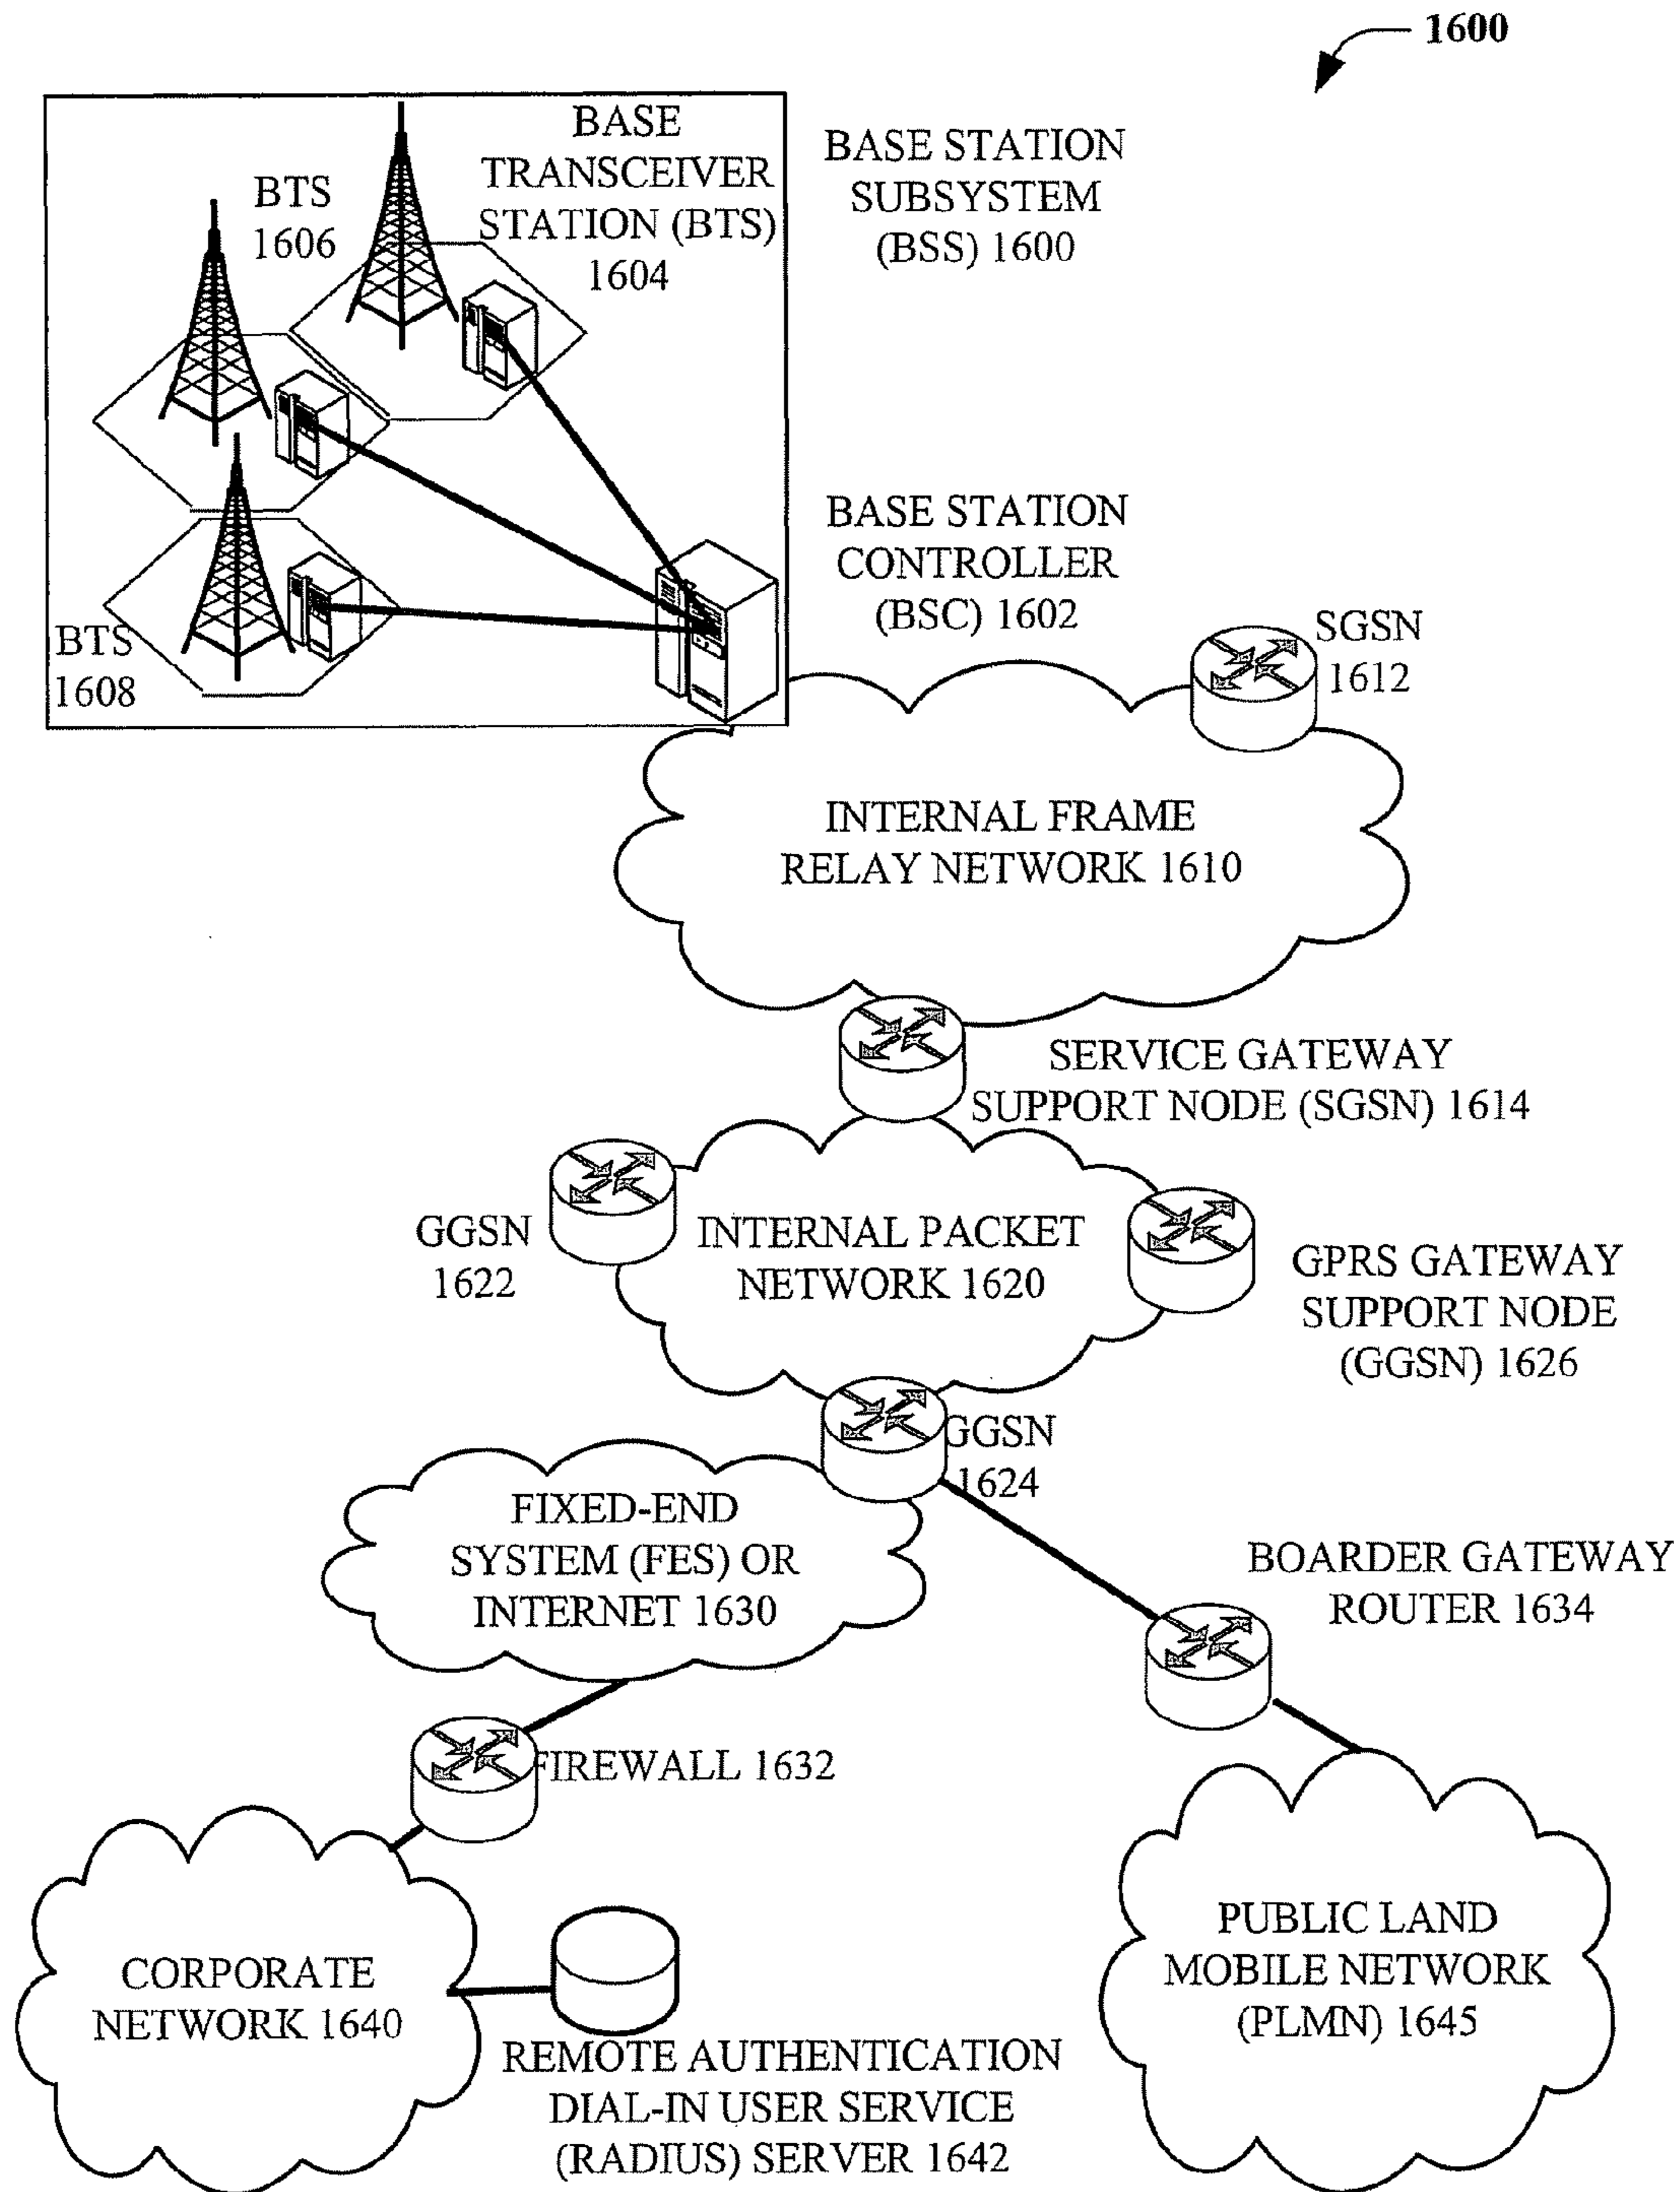 1600
BASE
TRANSCEIVER
STATION (BTS)
1604
BTS
1606
BTS
1608
BASE STATION
SUBSYSTEM
(BSS) 1600
BASE STATION
CONTROLLER
(BSC) 1602
SGSN
1612
INTERNAL FRAME
RELAY NETWORK 1610
SERVICE GATEWAY
SUPPORT NODE (SGSN) 1614
GGSN
1622
INTERNAL PACKET
NETWORK 1620
GPRS GATEWAY
SUPPORT NODE
(GGSN) 1626
GGSN
1624
FIXED-END
SYSTEM (FES) OR
INTERNET 1630
BOARDER GATEWAY
ROUTER 1634
FIREWALL 1632
CORPORATE
NETWORK 1640
REMOTE AUTHENTICATION
DIAL-IN USER SERVICE
(RADIUS) SERVER 1642
PUBLIC LAND
MOBILE NETWORK
(PLMN) 1645